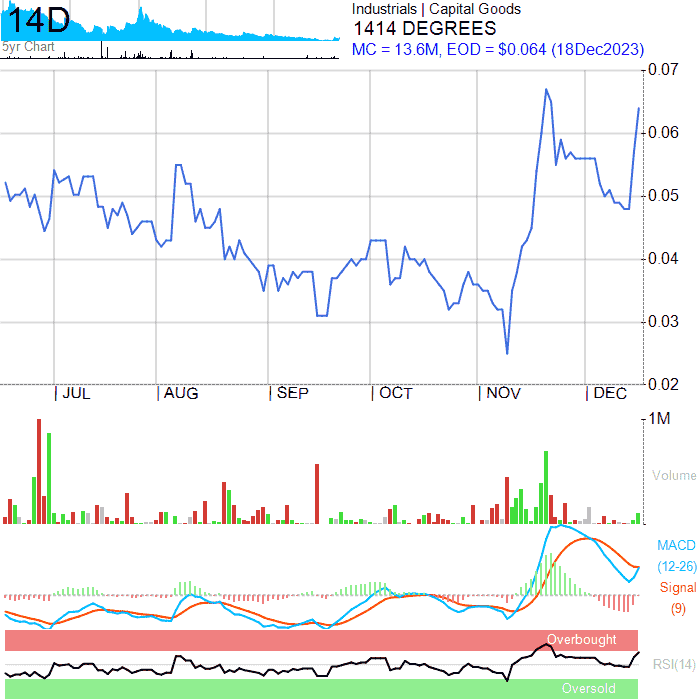 14D
5yr Chart
Industrials | Capital Goods
1414 DEGREES
MC = 13.6M, EOD = $0.064 (18Dec2023)
0.07
0.06
0.05
0.04
0.03
0.02
JUL
AUG
SEP
OCT
NOV
DEC
1M
Volume
MACD
(12-26)
Signal
(9)
Overbought
RSI(14)
Oversold